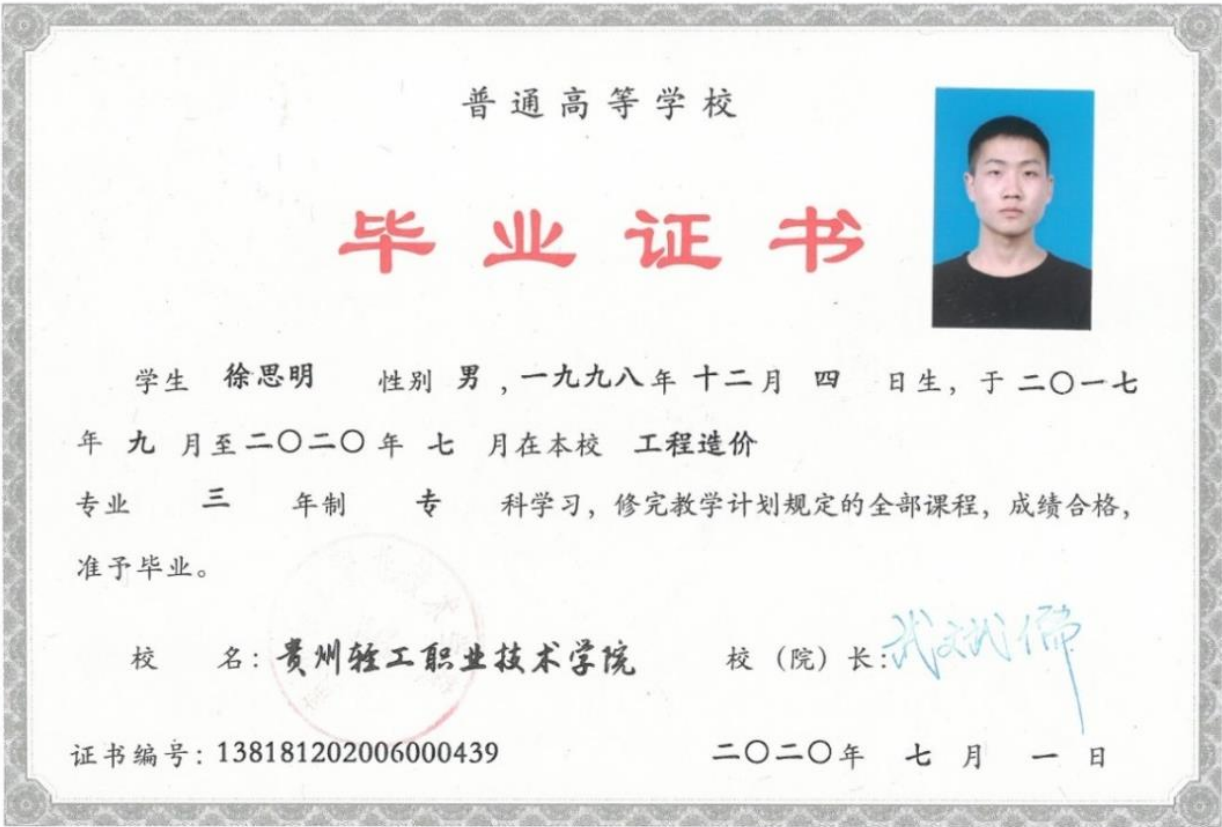 普通高等学校
毕业证书
学生 徐思明 性别 男，一九九八年 十二月 四 日生，于 二〇一七
年 九 月至 二〇二〇 年 七 月在本校 工程造价
专业 三 年制 专 科学习，修完教学计划规定的全部课程，成绩合格，
准予毕业。
校 名：贵州轻工职业技术学院 校（院）长：
证书编号：138181202006000439 二〇二〇年 七 月 一 日